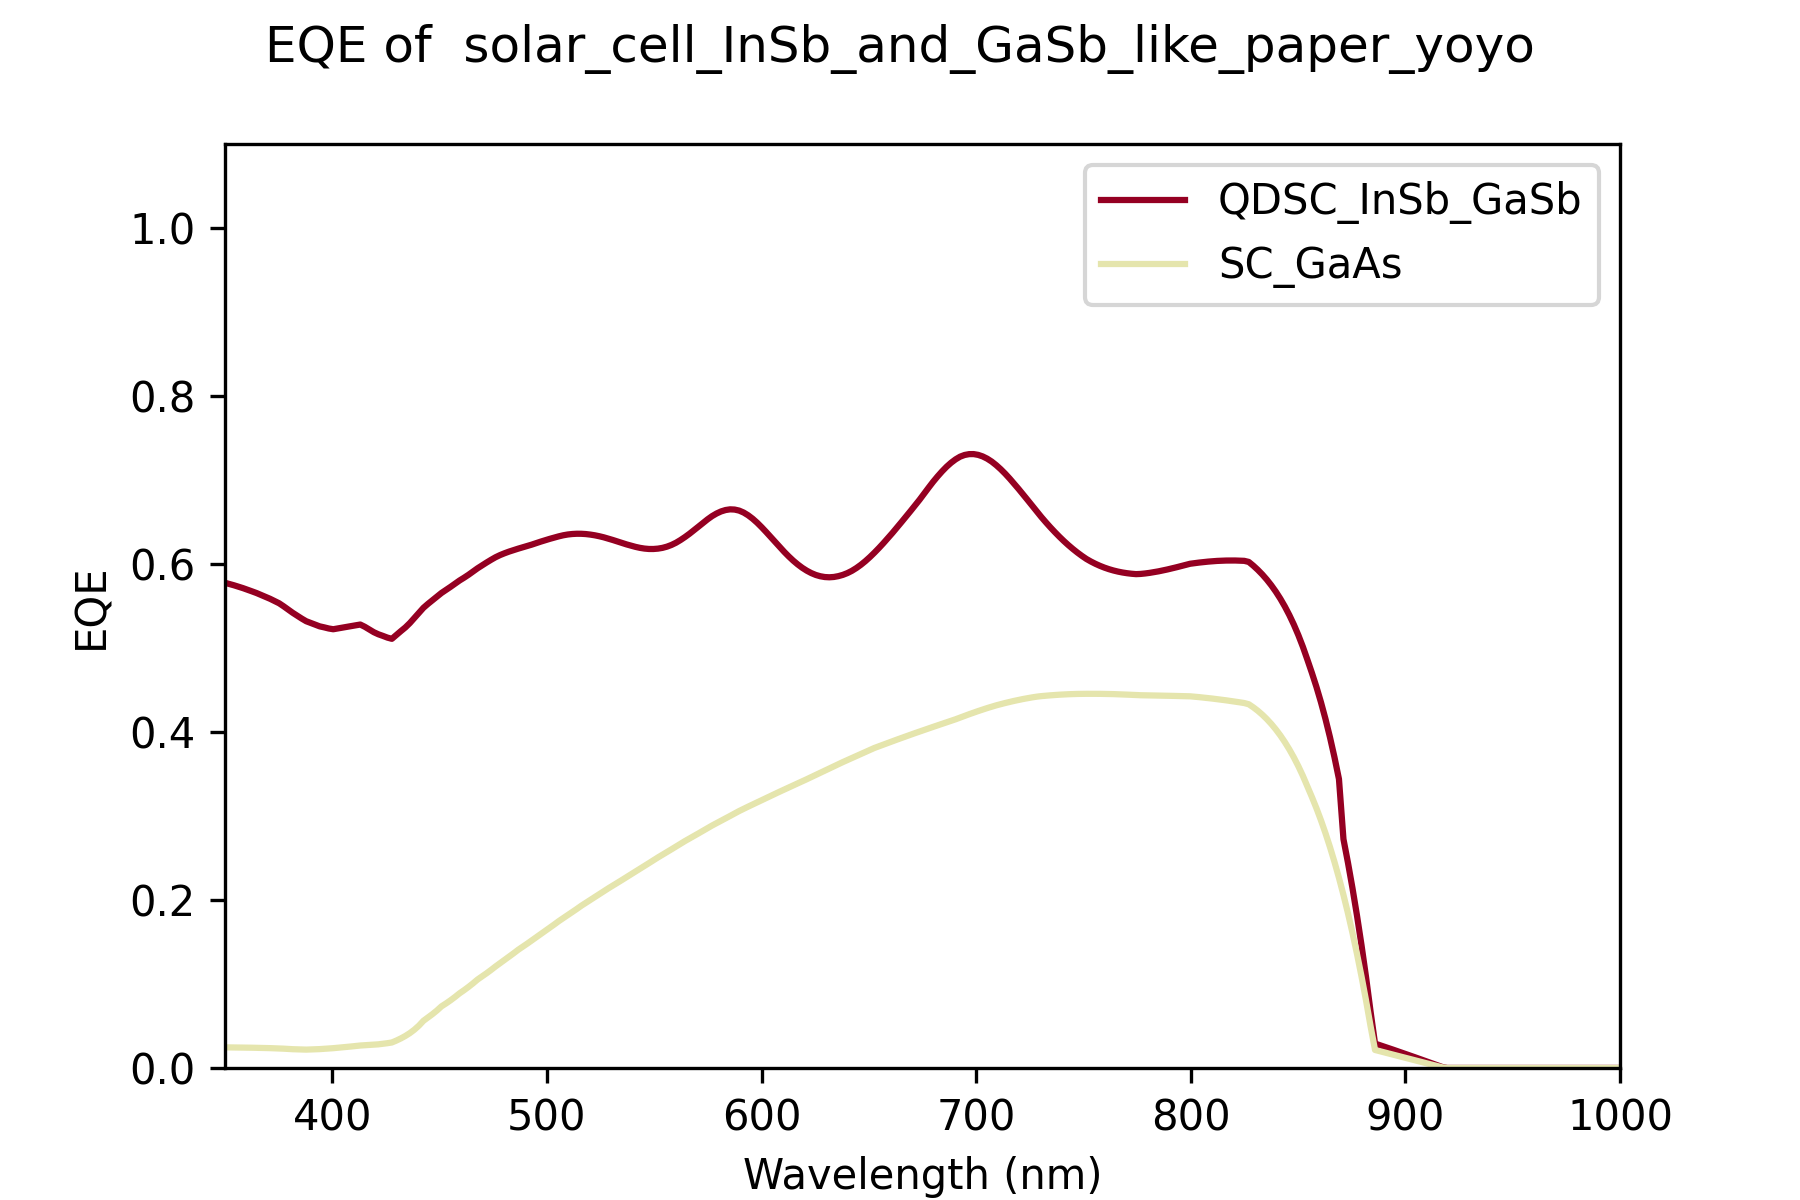 EQE of  solar_cell_InSb_and_GaSb_like_paper_yoyo
QDSC_InSb_GaSb
SC_GaAs
EQE
1.0
0.8
0.6
0.4
0.2
0.0
400 500 600 700 800 900 1000
Wavelength (nm)